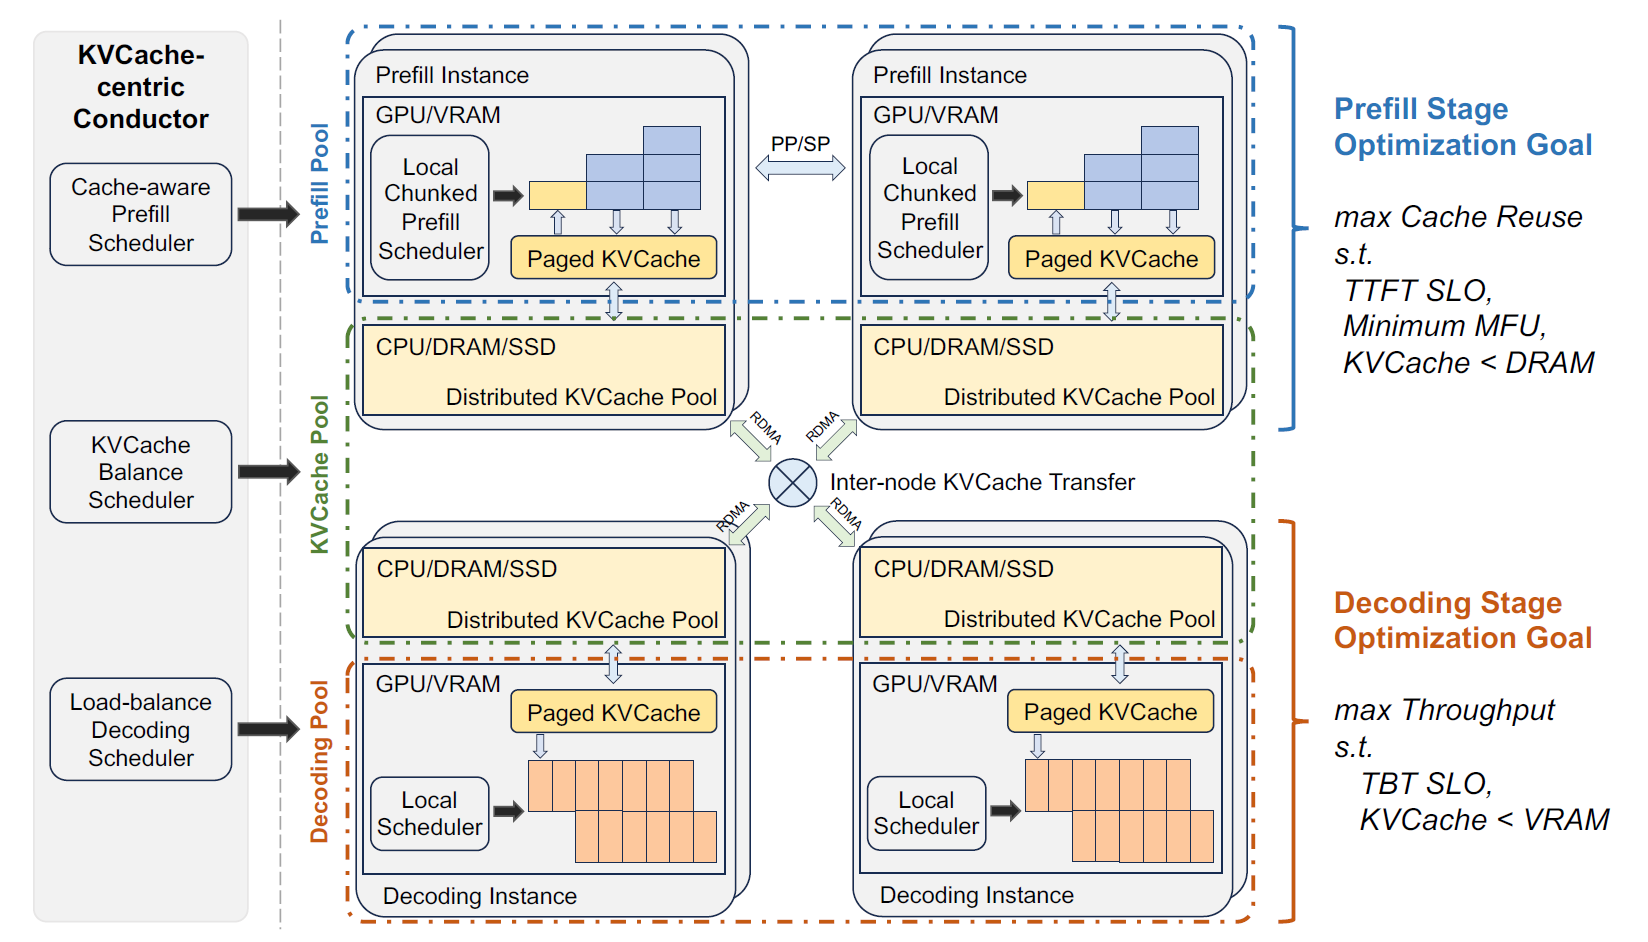 KVCache-
centric
Conductor
Cache-aware
Prefill
Scheduler
KVCache
Balance
Scheduler
Load-balance
Decoding
Scheduler
Prefill Pool
KVCache Pool
Decoding Pool
Prefill Instance
GPU/VRAM
Local
Chunked
Prefill
Scheduler
Paged KVCache
CPU/DRAM/SSD
Distributed KVCache Pool
PP/SP
Prefill Instance
GPU/VRAM
Local
Chunked
Prefill
Scheduler
Paged KVCache
CPU/DRAM/SSD
Distributed KVCache Pool
RDMA
RDMA
Inter-node KVCache Transfer
RDMA
RDMA
CPU/DRAM/SSD
Distributed KVCache Pool
GPU/VRAM
Paged KVCache
Local
Scheduler
Decoding Instance
CPU/DRAM/SSD
Distributed KVCache Pool
GPU/VRAM
Paged KVCache
Local
Scheduler
Decoding Instance
Prefill Stage
Optimization Goal
max Cache Reuse
s.t.
TTFT SLO,
Minimum MFU,
KVCache < DRAM
Decoding Stage
Optimization Goal
max Throughput
s.t.
TBT SLO,
KVCache < VRAM